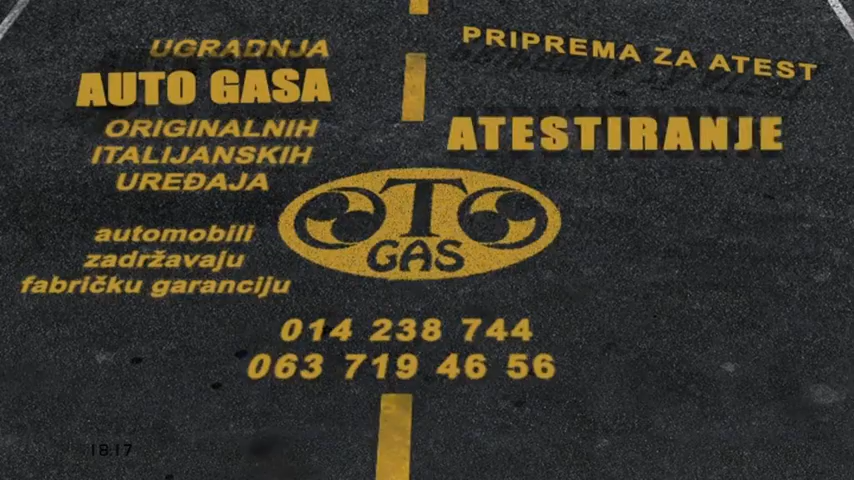 UGRADNJA
AUTO GASA
ORIGINALNIH
ITALIJANSKIH
UREĐAJA
automobili
zadržavaju
fabričku garanciju
PRIPREMA ZA ATEST
ATESTIRANJE
OTO
GAS
014 238 744
063 719 46 56
18:17